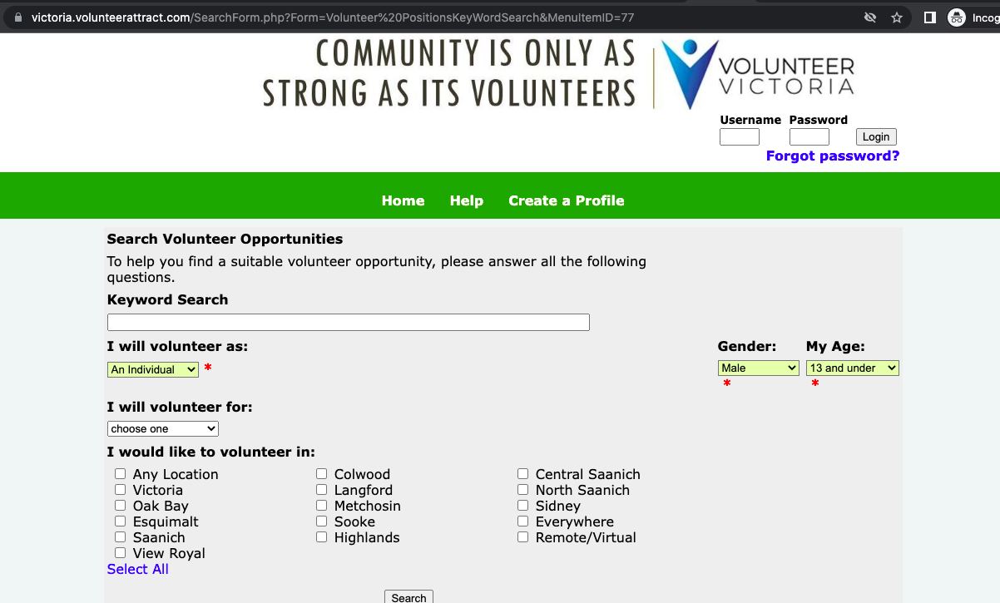 victoria.volunteerattract.com/SearchForm.php?Form=Volunteer%20PositionsKeyWordSearch&MenuItemID=77
Incog
COMMUNITY IS ONLY AS
STRONG AS ITS VOLUNTEERS
VOLUNTEER
VICTORIA
Username Password
Login
Forgot password?
Home Help Create a Profile
Search Volunteer Opportunities
To help you find a suitable volunteer opportunity, please answer all the following
questions.
Keyword Search
I will volunteer as: Gender: My Age:
An Individual * Male 13 and under
* *
I will volunteer for:
choose one
I would like to volunteer in:
Any Location Colwood Central Saanich
Victoria Langford North Saanich
Oak Bay Metchosin Sidney
Esquimalt Sooke Everywhere
Saanich Highlands Remote/Virtual
View Royal
Select All
Search